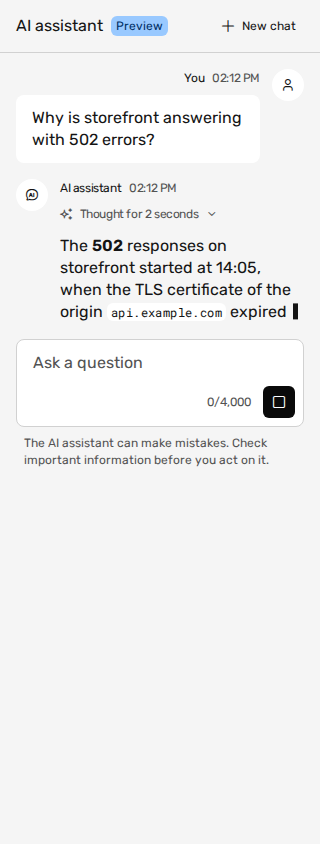 AI assistant Preview
New chat
You 02:12 PM
Why is storefront answering
with 502 errors?
AI
AI assistant 02:12 PM
Thought for 2 seconds
The 502 responses on
storefront started at 14:05,
when the TLS certificate of the
origin api.example.com expired
Ask a question
0/4,000
The AI assistant can make mistakes. Check
important information before you act on it.